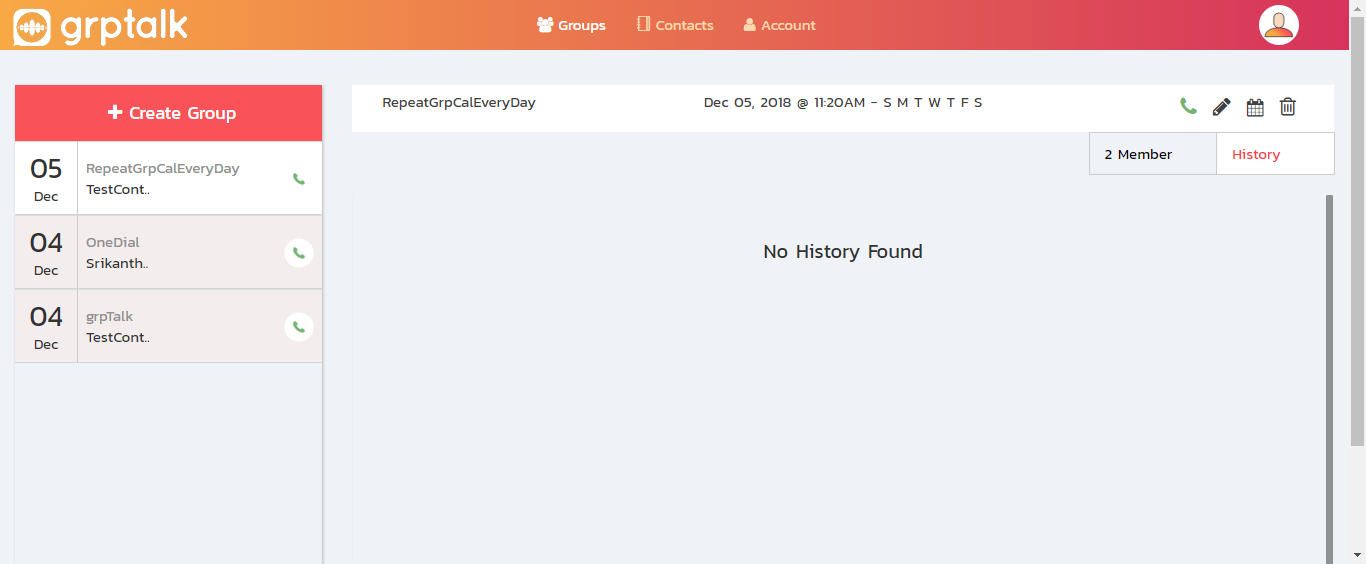 grptalk
Groups Contacts Account
Create Group
05 Dec
RepeatGrpCalEveryDay
TestCont..
04 Dec
OneDial
Srikanth..
04 Dec
grpTalk
TestCont..
RepeatGrpCalEveryDay
Dec 05, 2018 @ 11:20AM - S M T W T F S
2 Member
History
No History Found